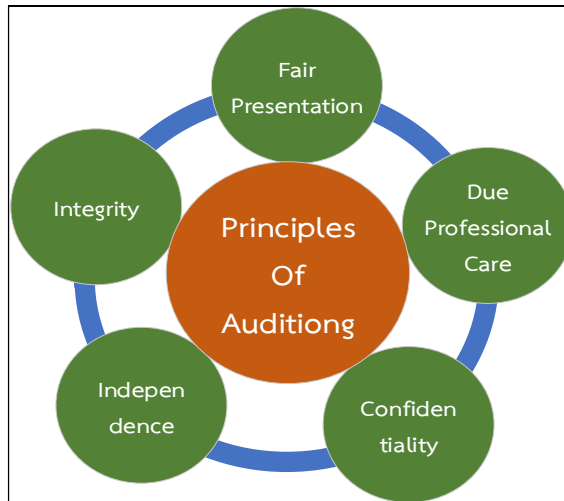 Fair
Presentation
Due
Professional
Care
Integrity
Principles
Of
Auditiong
Indepen
dence
Confiden
tiality